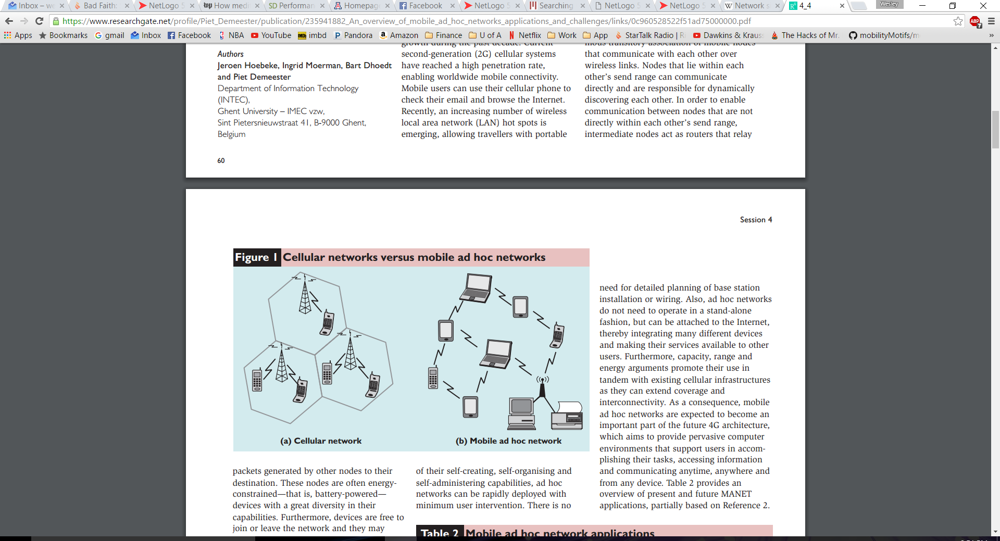 Inbox – we
Bad Faith:
NetLogo 5
How medi
Performan
Homepag
Facebook
NetLogo 5
Searching
NetLogo 5
NetLogo 5
Network s
4_4
Wesley
https://www.researchgate.net/profile/Piet_Demeester/publication/235941882_An_overview_of_mobile_ad_hoc_networks_applications_and_challenges/links/0c960528522f51ad75000000.pdf
ABP
7
Apps
Bookmarks
gmail
Inbox
Facebook
NBA
YouTube
imbd
Pandora
Amazon
Finance
U of A
Netflix
Work
App
StarTalk Radio | R
Dawkins & Krauss
The Hacks of Mr.
mobilityMotifs/m
Authors
Jeroen Hoebeke, Ingrid Moerman, Bart Dhoedt
and Piet Demeester
Department of Information Technology
(INTEC),
Ghent University – IMEC vzw,
Sint Pietersnieuwstraat 41, B-9000 Ghent,
Belgium
60
growth during the past decade. Current
second-generation (2G) cellular systems
have reached a high penetration rate,
enabling worldwide mobile connectivity.
Mobile users can use their cellular phone to
check their email and browse the Internet.
Recently, an increasing number of wireless
local area network (LAN) hot spots is
emerging, allowing travellers with portable
mous transitory association of mobile nodes
that communicate with each other over
wireless links. Nodes that lie within each
other's send range can communicate
directly and are responsible for dynamically
discovering each other. In order to enable
communication between nodes that are not
directly within each other's send range,
intermediate nodes act as routers that relay
Session 4
Figure 1 Cellular networks versus mobile ad hoc networks
(a) Cellular network
(b) Mobile ad hoc network
packets generated by other nodes to their
destination. These nodes are often energy-
constrained—that is, battery-powered—
devices with a great diversity in their
capabilities. Furthermore, devices are free to
join or leave the network and they may
of their self-creating, self-organising and
self-administering capabilities, ad hoc
networks can be rapidly deployed with
minimum user intervention. There is no
need for detailed planning of base station
installation or wiring. Also, ad hoc networks
do not need to operate in a stand-alone
fashion, but can be attached to the Internet,
thereby integrating many different devices
and making their services available to other
users. Furthermore, capacity, range and
energy arguments promote their use in
tandem with existing cellular infrastructures
as they can extend coverage and
interconnectivity. As a consequence, mobile
ad hoc networks are expected to become an
important part of the future 4G architecture,
which aims to provide pervasive computer
environments that support users in accom-
plishing their tasks, accessing information
and communicating anytime, anywhere and
from any device. Table 2 provides an
overview of present and future MANET
applications, partially based on Reference 2.
Table 2 Mobile ad hoc network applications